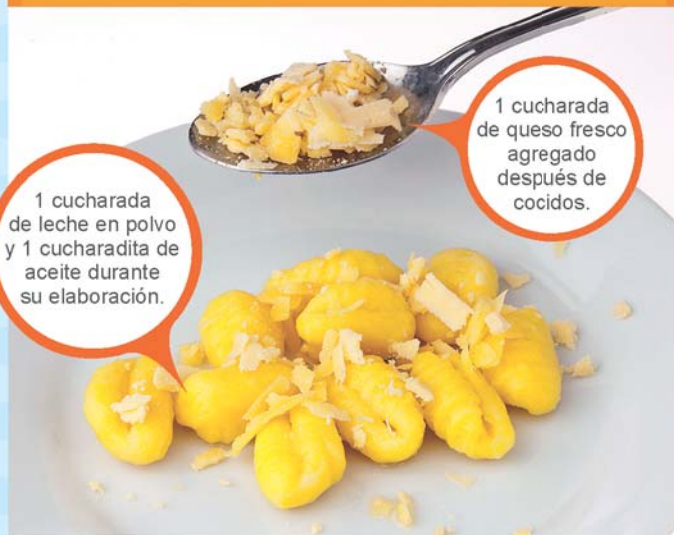 1 cucharada
de queso fresco
agregado
después de
cocidos.
1 cucharada
de leche en polvo
y 1 cucharadita de
aceite durante
su elaboración.